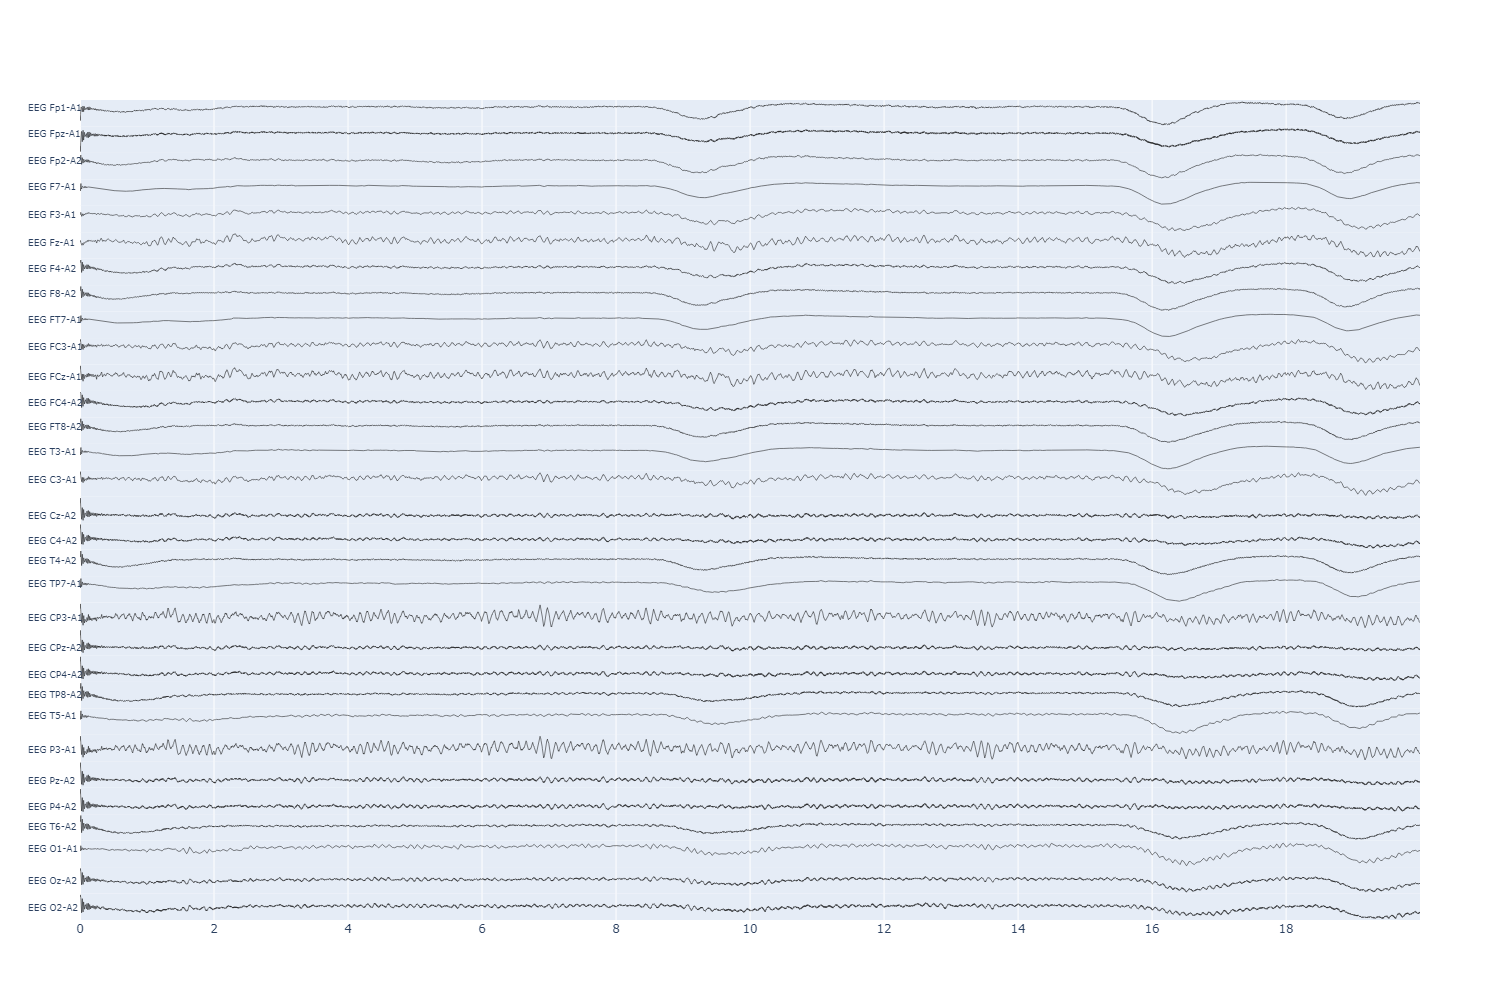 EEG Fp1-A1
EEG Fpz-A1
EEG Fp2-A2
EEG F7-A1
EEG F3-A1
EEG Fz-A1
EEG F4-A2
EEG F8-A2
EEG FT7-A1
EEG FC3-A1
EEG FCz-A1
EEG FC4-A2
EEG FT8-A2
EEG T3-A1
EEG C3-A1
EEG Cz-A2
EEG C4-A2
EEG T4-A2
EEG TP7-A1
EEG CP3-A1
EEG CPz-A2
EEG CP4-A2
EEG TP8-A2
EEG T5-A1
EEG P3-A1
EEG Pz-A2
EEG P4-A2
EEG T6-A2
EEG O1-A1
EEG Oz-A2
EEG O2-A2
0 2 4 6 8 10 12 14 16 18